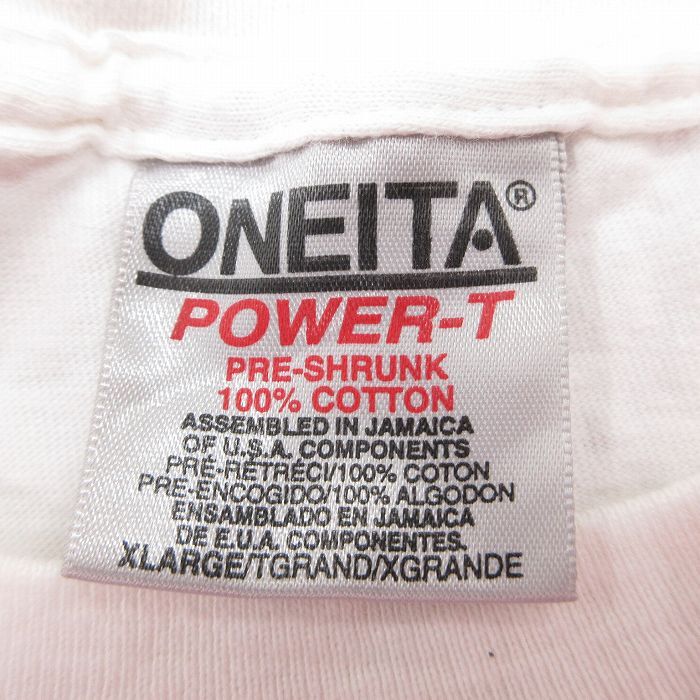 ONEITA®
POWER-T
PRE-SHRUNK
100% COTTON
ASSEMBLED IN JAMAICA
OF U.S.A. COMPONENTS
PRÉ-RÉTRÉCI/100% COTON
PRE-ENCOGIDO/100% ALGODON
ENSAMBLADO EN JAMAICA
DE E.U.A. COMPONENTES.
XLARGE/TGRAND/XGRANDE